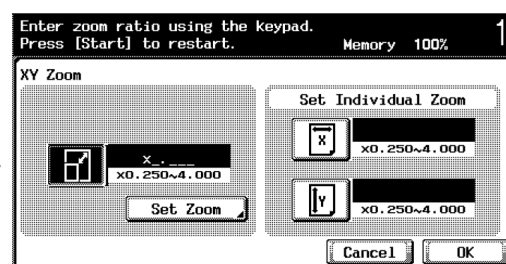 Enter zoom ratio using the keypad.
Press [Start] to restart. Memory 100% 1
XY Zoom
Set Individual Zoom
X
x0.250~4.000
x_.___
x0.250~4.000
Set Zoom
Y
x0.250~4.000
Cancel OK